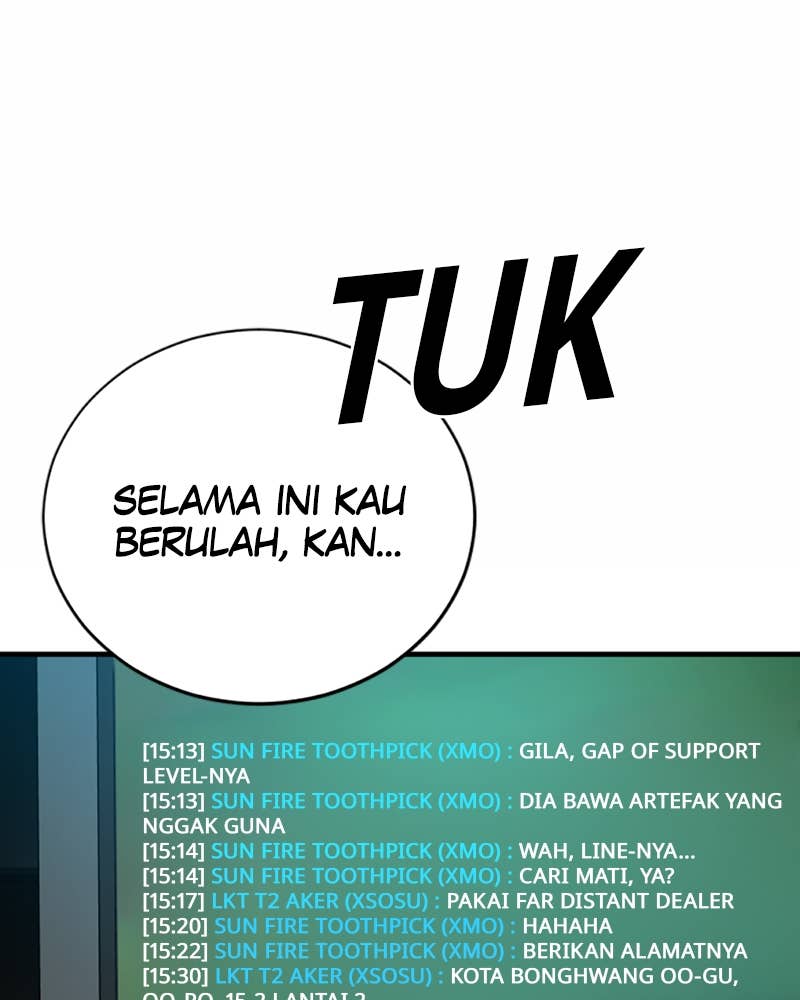 TUK
SELAMA INI KAU
BERULAH, KAN...
[15:13] SUN FIRE TOOTHPICK (XMO) : GILA, GAP OF SUPPORT
LEVEL-NYA
[15:13] SUN FIRE TOOTHPICK (XMO) : DIA BAWA ARTEFAK YANG
NGGAK GUNA
[15:14] SUN FIRE TOOTHPICK (XMO) : WAH, LINE-NYA...
[15:14] SUN FIRE TOOTHPICK (XMO) : CARI MATI, YA?
[15:17] LKT T2 AKER (XSOSU) : PAKAI FAR DISTANT DEALER
[15:20] SUN FIRE TOOTHPICK (XMO) : HAHAHA
[15:22] SUN FIRE TOOTHPICK (XMO) : BERIKAN ALAMATNYA
[15:30] LKT T2 AKER (XSOSU) : KOTA BONGHWANG OO-GU,